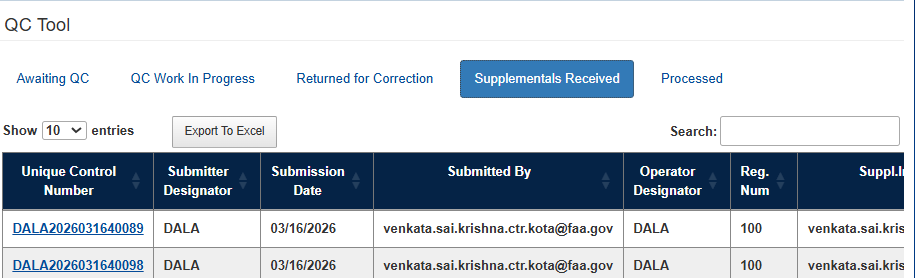 QC Tool
Awaiting QC QC Work In Progress Returned for Correction Supplementals Received Processed
Show 10 entries Export To Excel Search:
Unique Control Number Submitter Designator Submission Date Submitted By Operator Designator Reg. Num Suppl.In
DALA2026031640089 DALA 03/16/2026 venkata.sai.krishna.ctr.kota@faa.gov DALA 100 venkata.sai.kris
DALA2026031640098 DALA 03/16/2026 venkata.sai.krishna.ctr.kota@faa.gov DALA 100 venkata.sai.kris